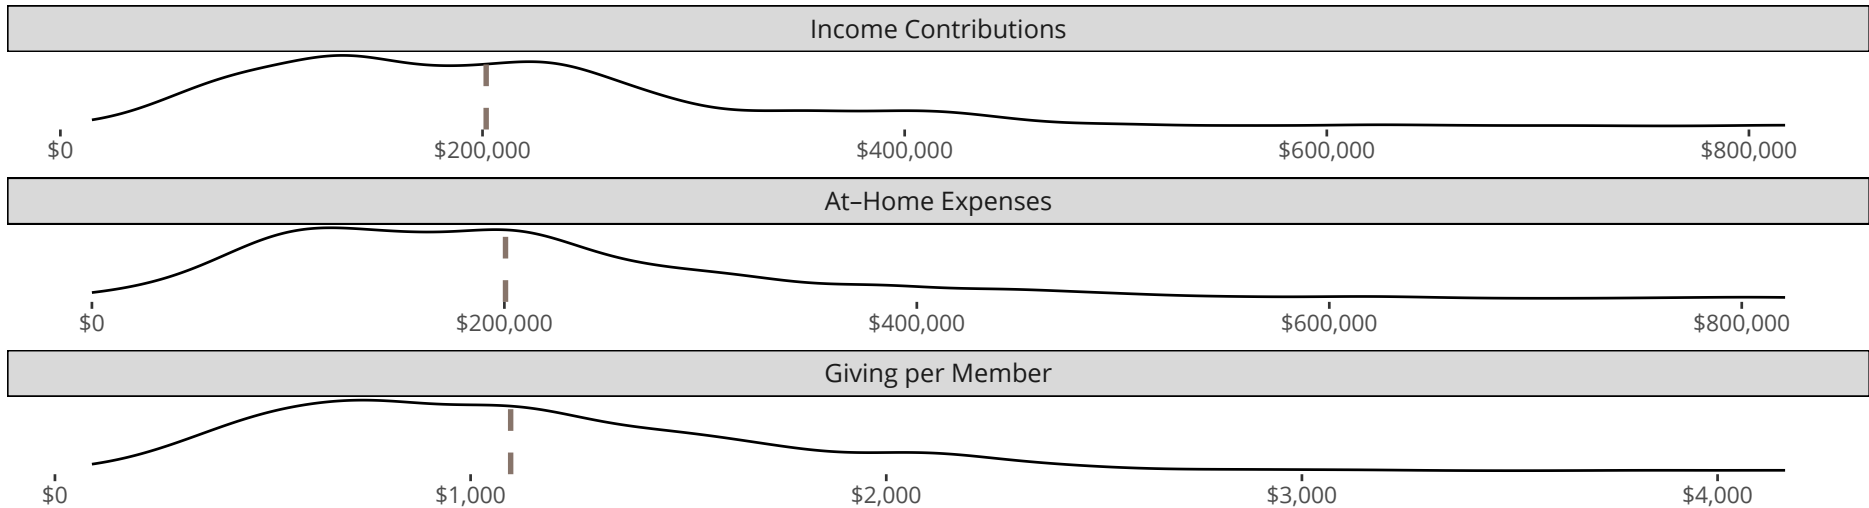 Income Contributions
$0 $200,000 $400,000 $600,000 $800,000
At–Home Expenses
$0 $200,000 $400,000 $600,000 $800,000
Giving per Member
$0 $1,000 $2,000 $3,000 $4,000